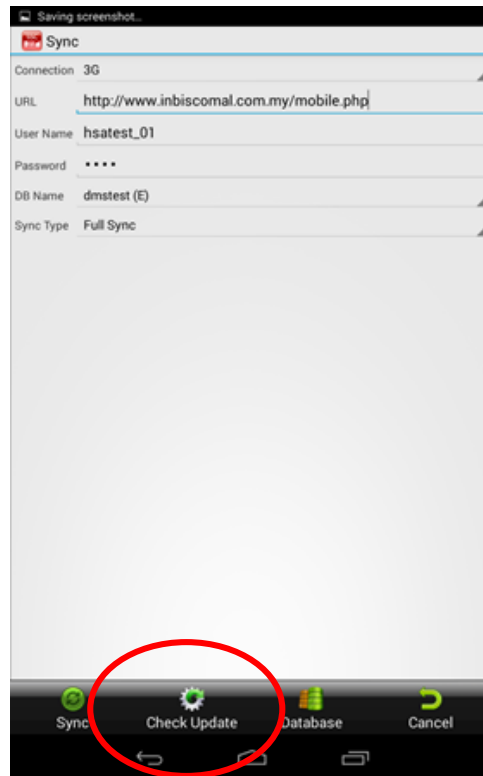 Saving screenshot...
Sync
Connection 3G
URL http://www.inbiscomal.com.my/mobile.php
User Name hsatest_01
Password ••••
DB Name dmstest (E)
Sync Type Full Sync
Sync Check Update Database Cancel